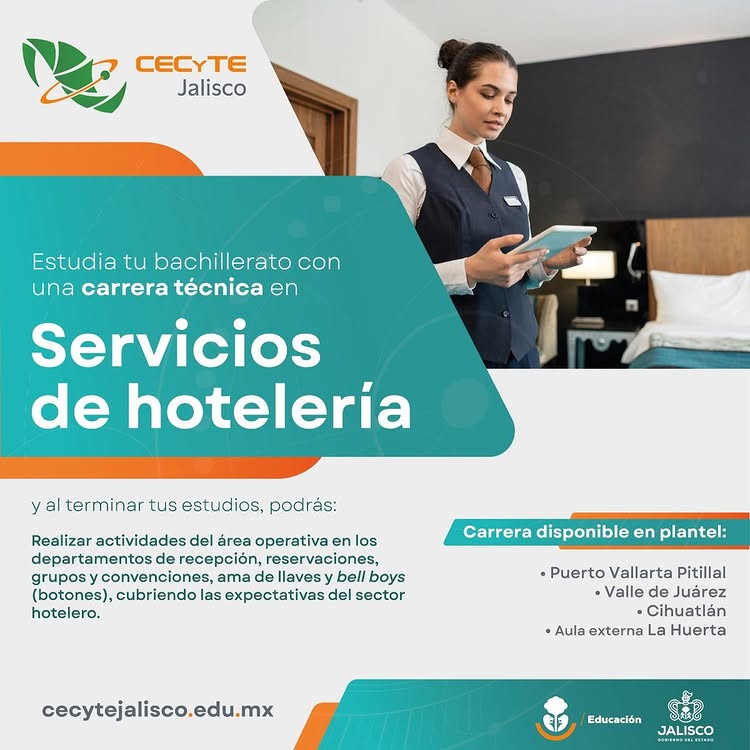 CECyTE
Jalisco
Estudia tu bachillerato con
una carrera técnica en
Servicios
de hotelería
y al terminar tus estudios, podrás:
Realizar actividades del área operativa en los
departamentos de recepción, reservaciones,
grupos y convenciones, ama de llaves y bell boys
(botones), cubriendo las expectativas del sector
hotelero.
Carrera disponible en plantel:
• Puerto Vallarta Pitillal
• Valle de Juárez
• Cihuatlán
• Aula externa La Huerta
cecytejalisco.edu.mx
Educación
JALISCO
GOBIERNO DEL ESTADO